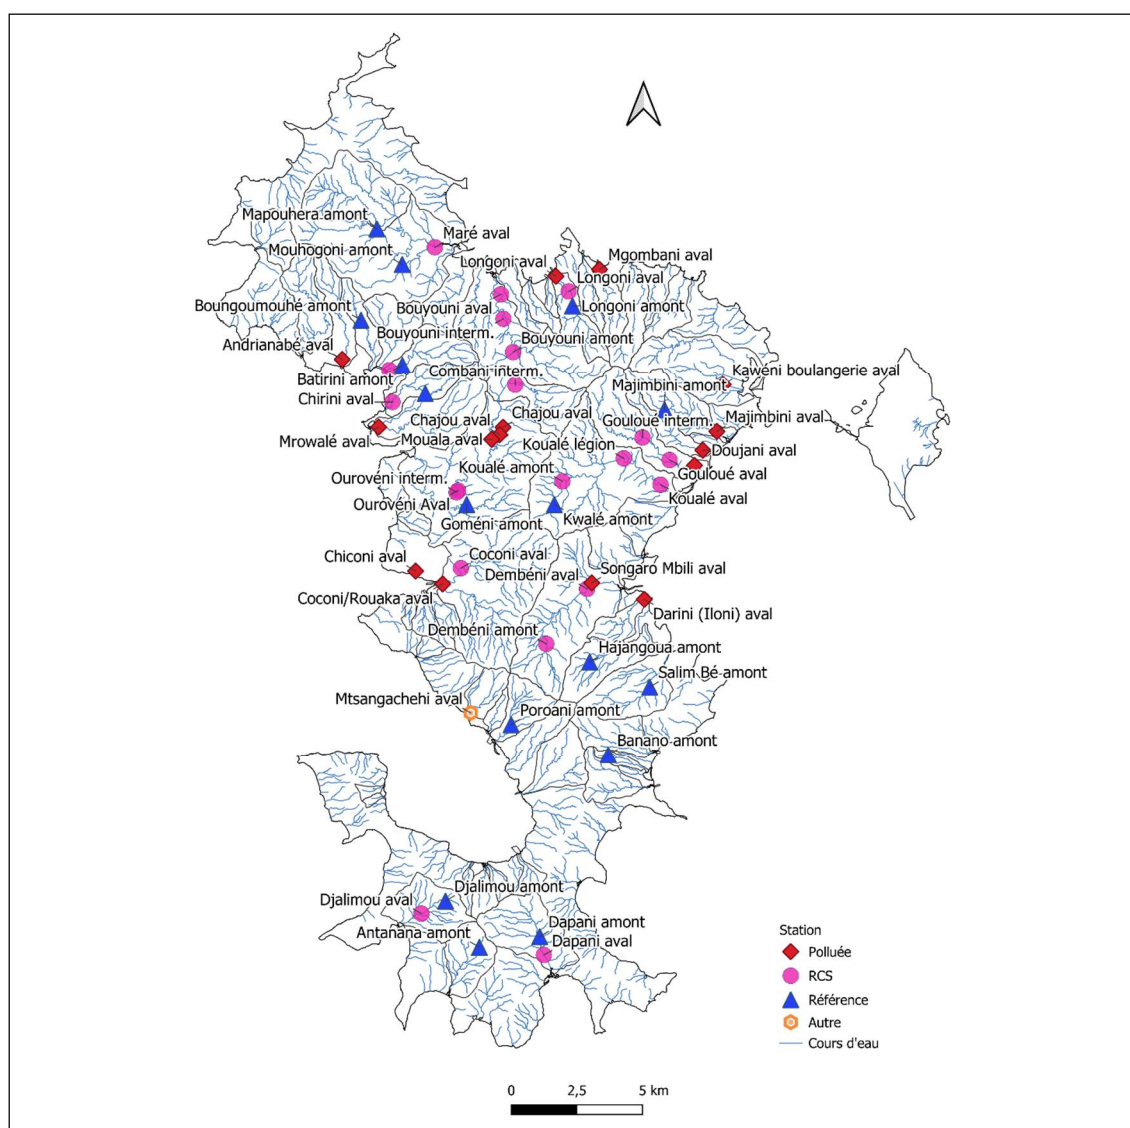 Mapouhera amont
Maré aval
Mouhogoni amont
Longoni aval
Mgombani aval
Longoni aval
Boungoumouhé amont
Bouyouni aval
Longoni amont
Bouyouni interm.
Andrianabé aval
Bouyouni amont
Batirini amont
Combani interm.
Kawéni boulangerie aval
Majimbini amont
Chirini aval
Chajou aval
Chajou aval
Gouloué interm.
Majimbini aval
Mrowalé aval
Mouala aval
Koualé légion
Doujani aval
Koualé amont
Gouloué aval
Ourovéni interm.
Koualé aval
Ourovéni Aval
Goméni amont
Kwalé amont
Chiconi aval
Coconi aval
Dembéni aval
Songaro Mbili aval
Coconi/Rouaka aval
Darini (Iloni) aval
Dembéni amont
Hajangoua amont
Salim Bé amont
Mtsangachehi aval
Poroani amont
Banano amont
Djalimou amont
Djalimou aval
Antanana amont
Dapani amont
Dapani aval
Station
Polluée
RCS
Référence
Autre
Cours d'eau
0 2,5 5 km